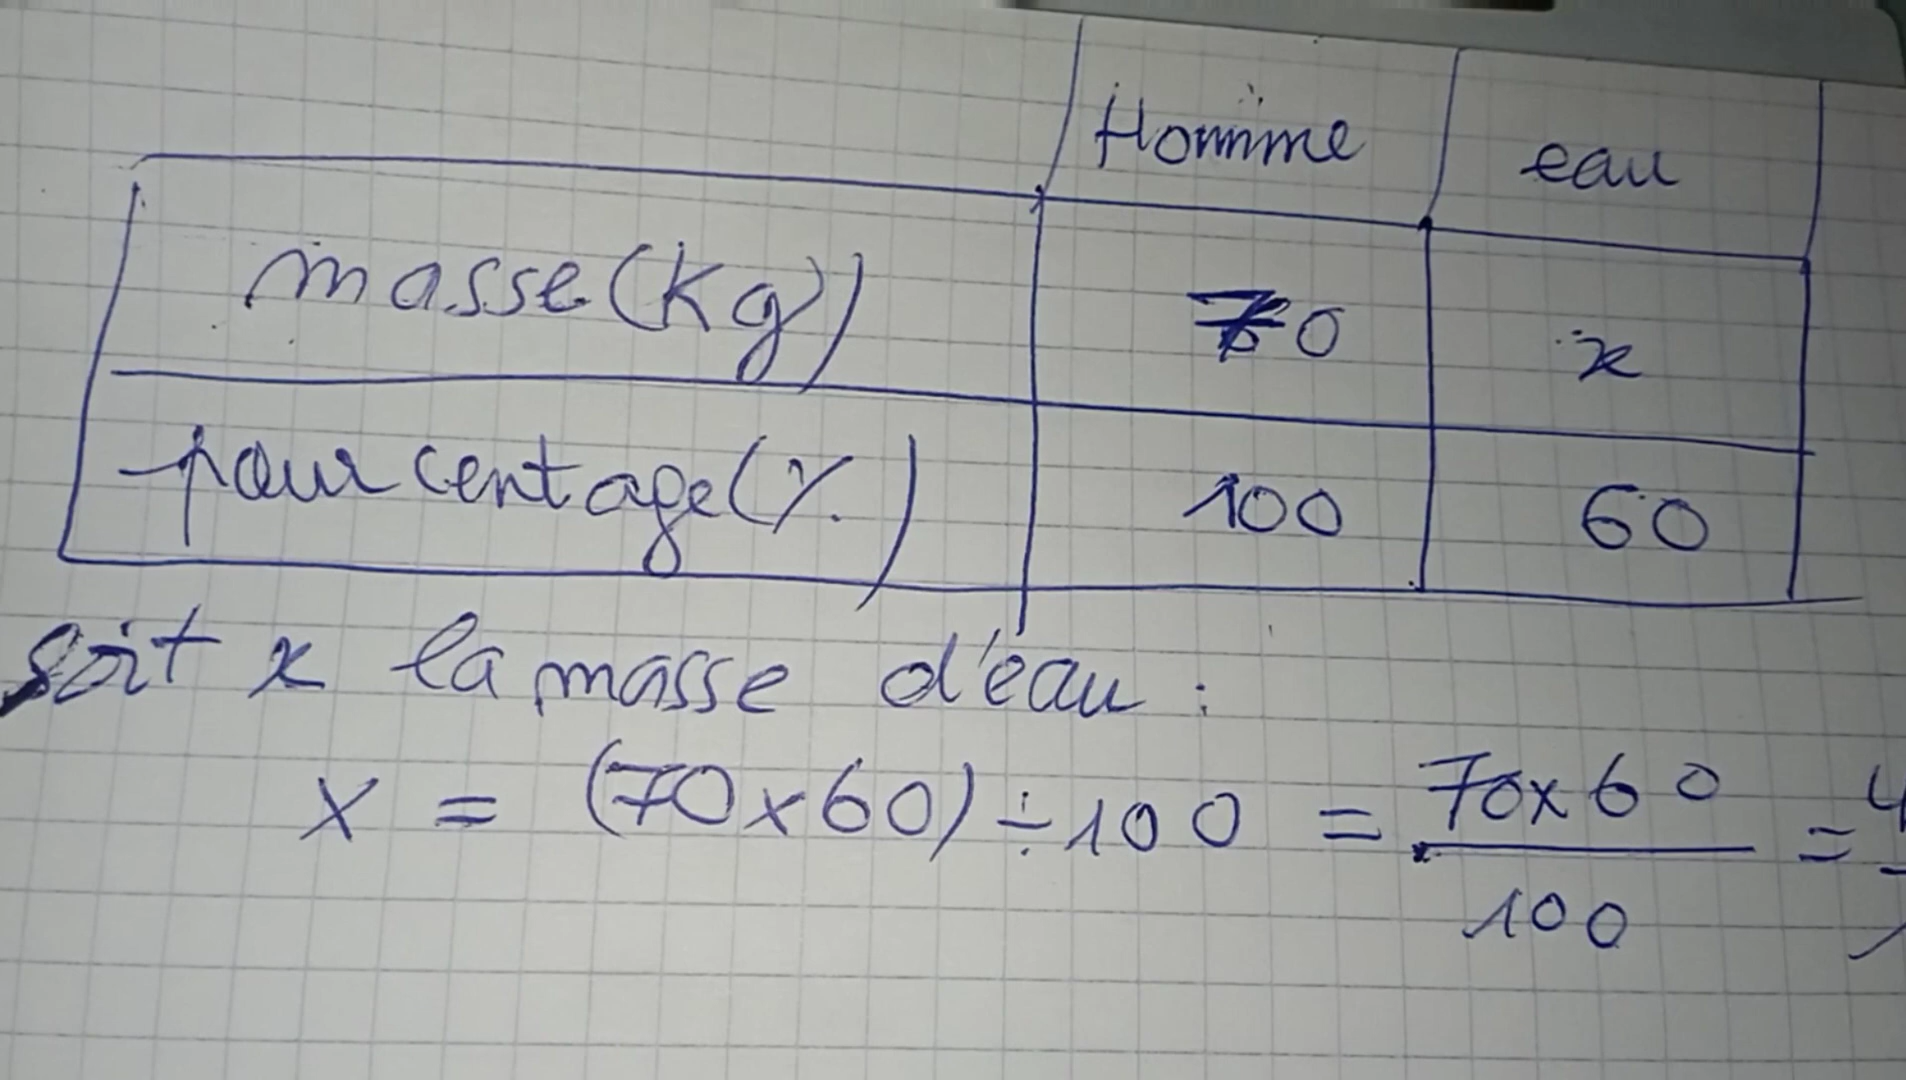 Homme eau
masse (kg) 70 x
pourcentage (%) 100 60
soit x la masse d'eau :
x = (70 x 60) ÷ 100 = 70 x 60 / 100 =